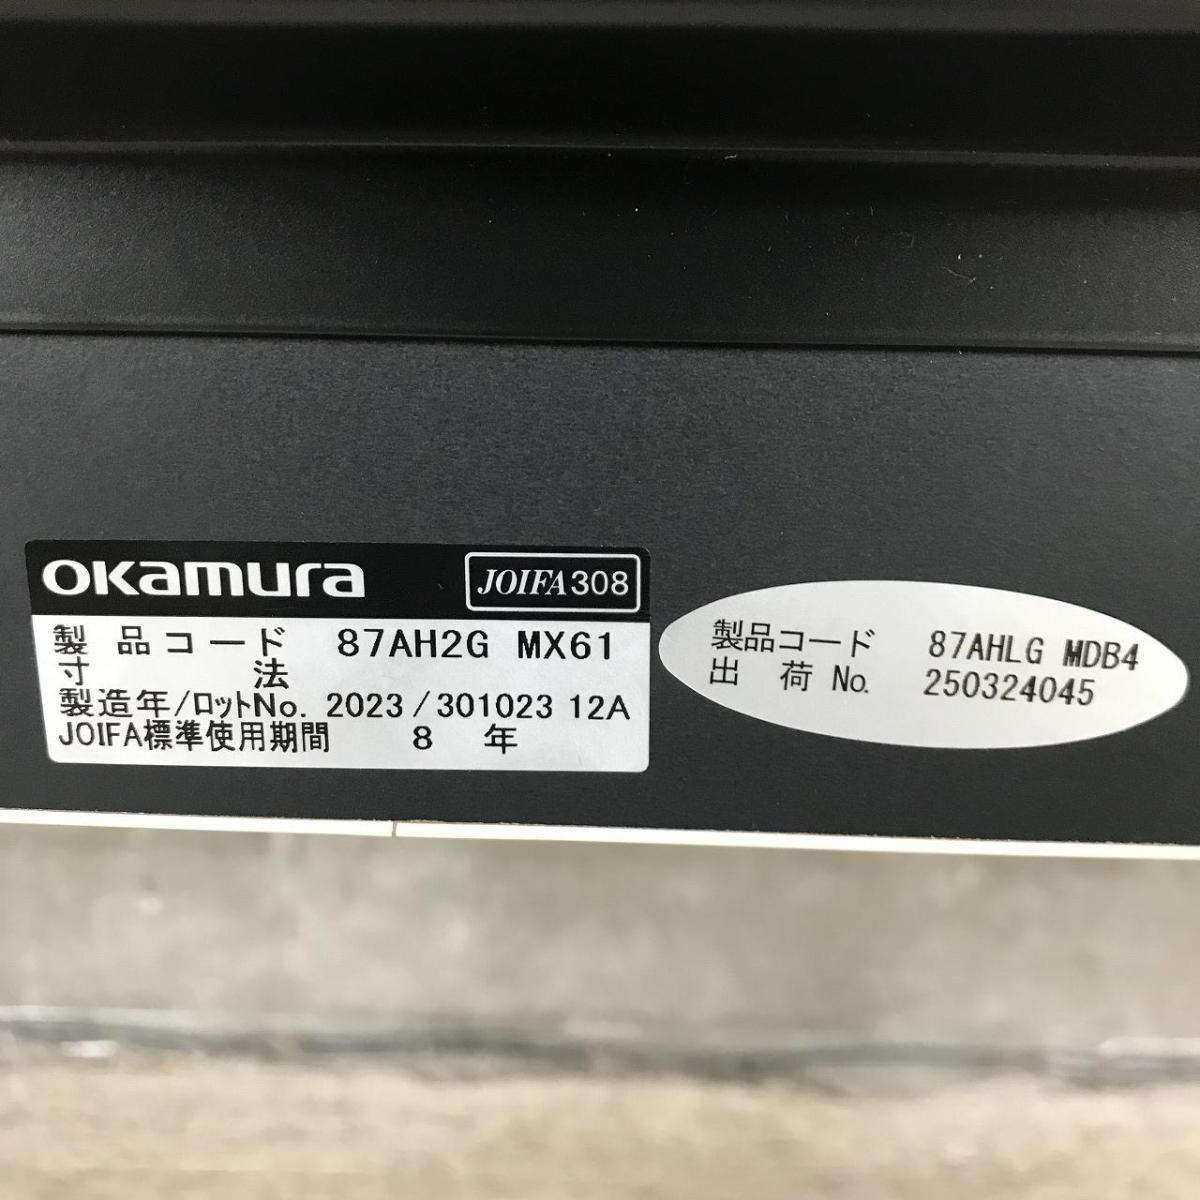 okamura JOIFA308
製品コード 87AH2G MX61
寸法
製造年/ロットNo. 2023/301023 12A
JOIFA標準使用期間 8 年
製品コード 87AHLG MDB4
出荷 No. 250324045